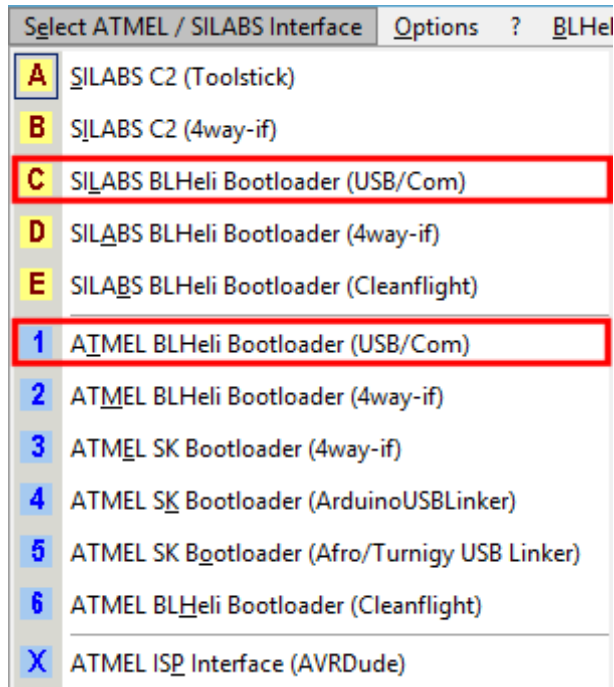 Select ATMEL / SILABS Interface Options ? BLHel
A SILABS C2 (Toolstick)
B SILABS C2 (4way-if)
C SILABS BLHeli Bootloader (USB/Com)
D SILABS BLHeli Bootloader (4way-if)
E SILABS BLHeli Bootloader (Cleanflight)
1 ATMEL BLHeli Bootloader (USB/Com)
2 ATMEL BLHeli Bootloader (4way-if)
3 ATMEL SK Bootloader (4way-if)
4 ATMEL SK Bootloader (ArduinoUSBLinker)
5 ATMEL SK Bootloader (Afro/Turnigy USB Linker)
6 ATMEL BLHeli Bootloader (Cleanflight)
X ATMEL ISP Interface (AVRDude)